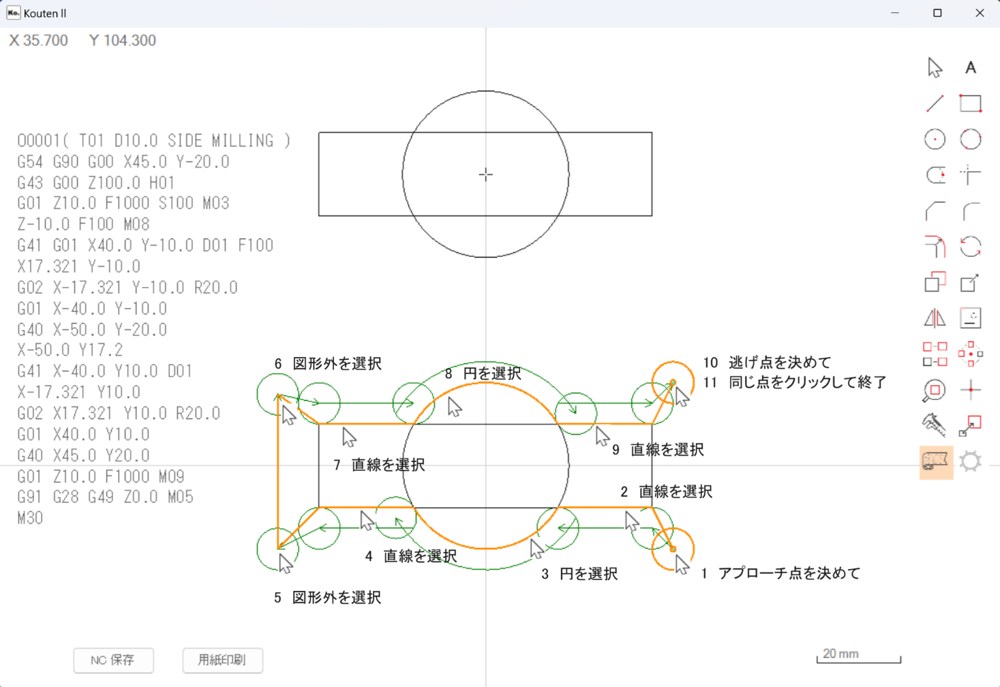 Ko. Kouten II
X 35.700 Y 104.300
A
O0001( T01 D10.0 SIDE MILLING )
G54 G90 G00 X45.0 Y-20.0
G43 G00 Z100.0 H01
G01 Z10.0 F1000 S100 M03
Z-10.0 F100 M08
G41 G01 X40.0 Y-10.0 D01 F100
X17.321 Y-10.0
G02 X-17.321 Y-10.0 R20.0
G01 X-40.0 Y-10.0
G40 X-50.0 Y-20.0
X-50.0 Y17.2
G41 X-40.0 Y10.0 D01
X-17.321 Y10.0
G02 X17.321 Y10.0 R20.0
G01 X40.0 Y10.0
G40 X45.0 Y20.0
G01 Z10.0 F1000 M09
G91 G28 G49 Z0.0 M05
M30
6 図形外を選択
8 円を選択
10 逃げ点を決めて
11 同じ点をクリックして終了
9 直線を選択
7 直線を選択
2 直線を選択
4 直線を選択
3 円を選択
1 アプローチ点を決めて
5 図形外を選択
NC 保存
用紙印刷
20 mm